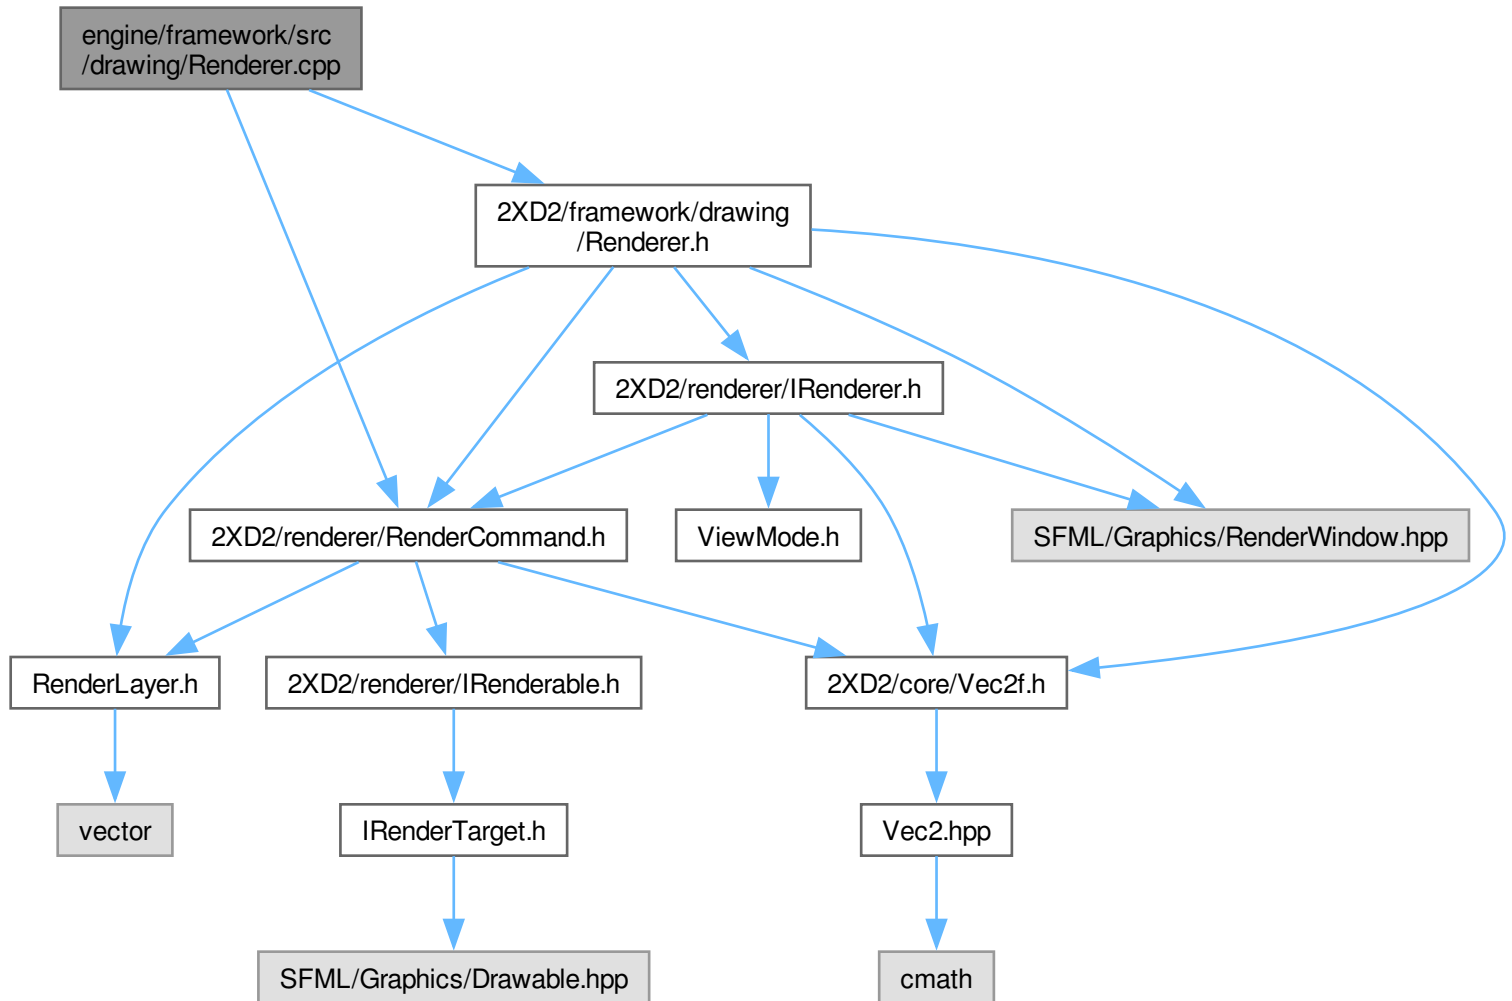 engine/framework/src
/drawing/Renderer.cpp
2XD2/framework/drawing
/Renderer.h
2XD2/renderer/IRenderer.h
2XD2/renderer/RenderCommand.h
ViewMode.h
SFML/Graphics/RenderWindow.hpp
RenderLayer.h
2XD2/renderer/IRenderable.h
2XD2/core/Vec2f.h
vector
IRenderTarget.h
Vec2.hpp
SFML/Graphics/Drawable.hpp
cmath